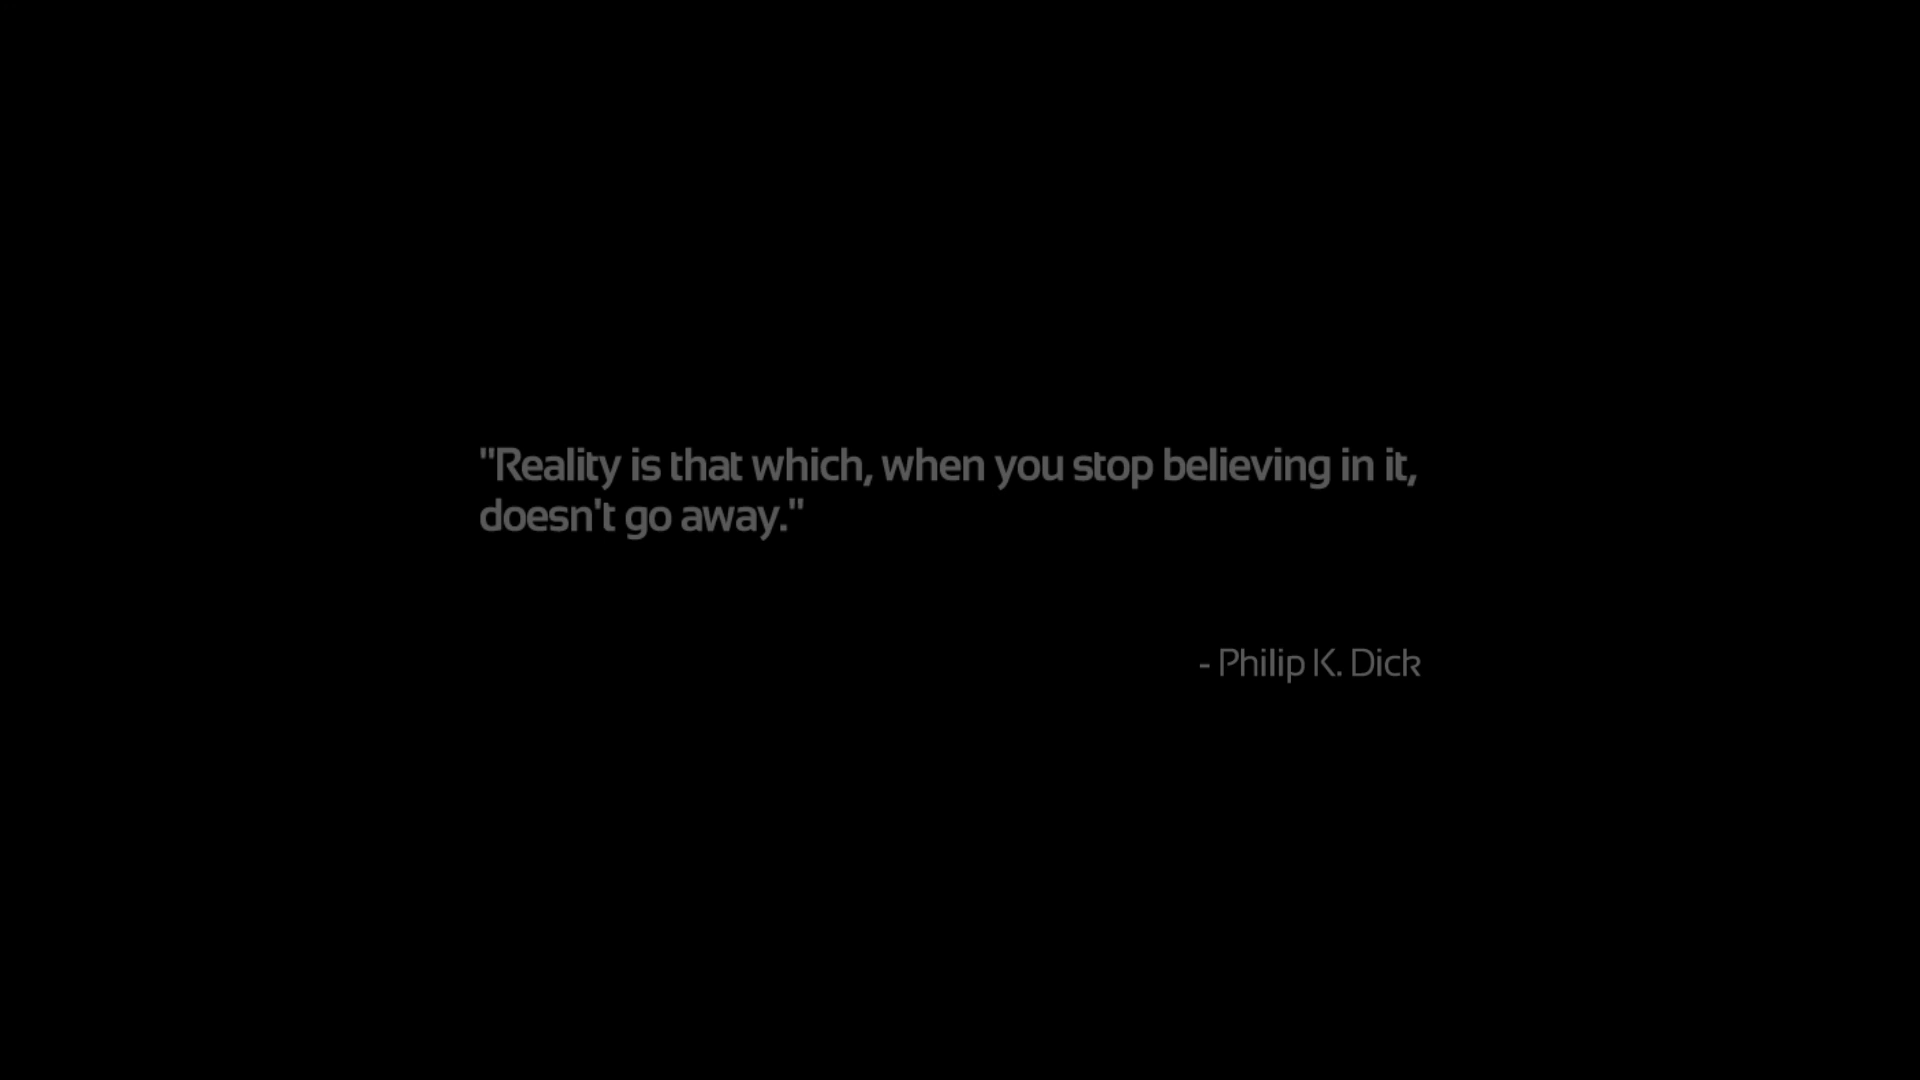 "Reality is that which, when you stop believing in it,
doesn't go away."
- Philip K. Dick